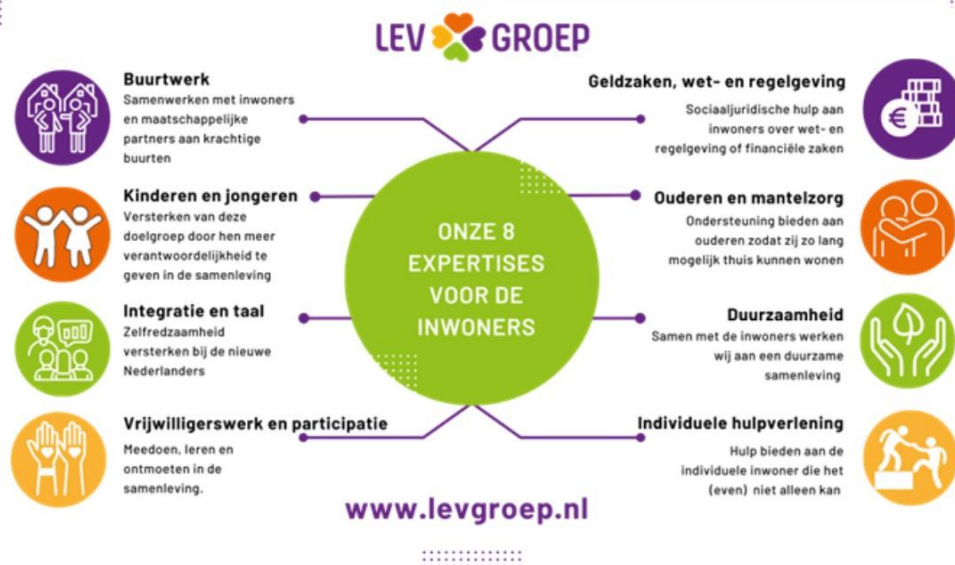 LEV GROEP
Buurtwerk
Samenwerken met inwoners
en maatschappelijke
partners aan krachtige
buurten
Kinderen en jongeren
Versterken van deze
doelgroep door hen meer
verantwoordelijkheid te
geven in de samenleving
Integratie en taal
Zelfredzaamheid
versterken bij de nieuwe
Nederlanders
Vrijwilligerswerk en participatie
Meedoen, leren en
ontmoeten in de
samenleving.
ONZE 8
EXPERTISES
VOOR DE
INWONERS
Geldzaken, wet- en regelgeving
Sociaaljuridische hulp aan
inwoners over wet- en
regelgeving of financiële zaken
Ouderen en mantelzorg
Ondersteuning bieden aan
ouderen zodat zij zo lang
mogelijk thuis kunnen wonen
Duurzaamheid
Samen met de inwoners werken
wij aan een duurzame
samenleving
Individuele hulpverlening
Hulp bieden aan de
individuele inwoner die het
(even) niet alleen kan
www.levgroep.nl